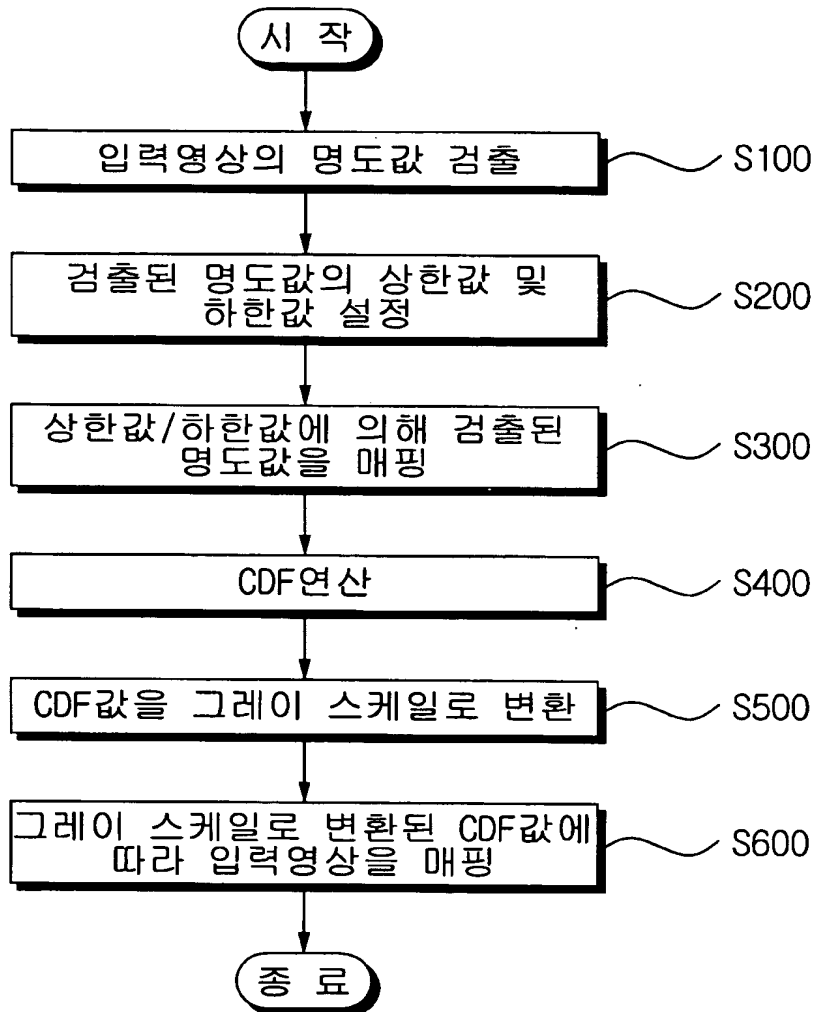 시 작
입력영상의 명도값 검출
S100
검출된 명도값의 상한값 및
하한값 설정
S200
상한값/하한값에 의해 검출된
명도값을 매핑
S300
CDF연산
S400
CDF값을 그레이 스케일로 변환
S500
그레이 스케일로 변환된 CDF값에
따라 입력영상을 매핑
S600
종 료